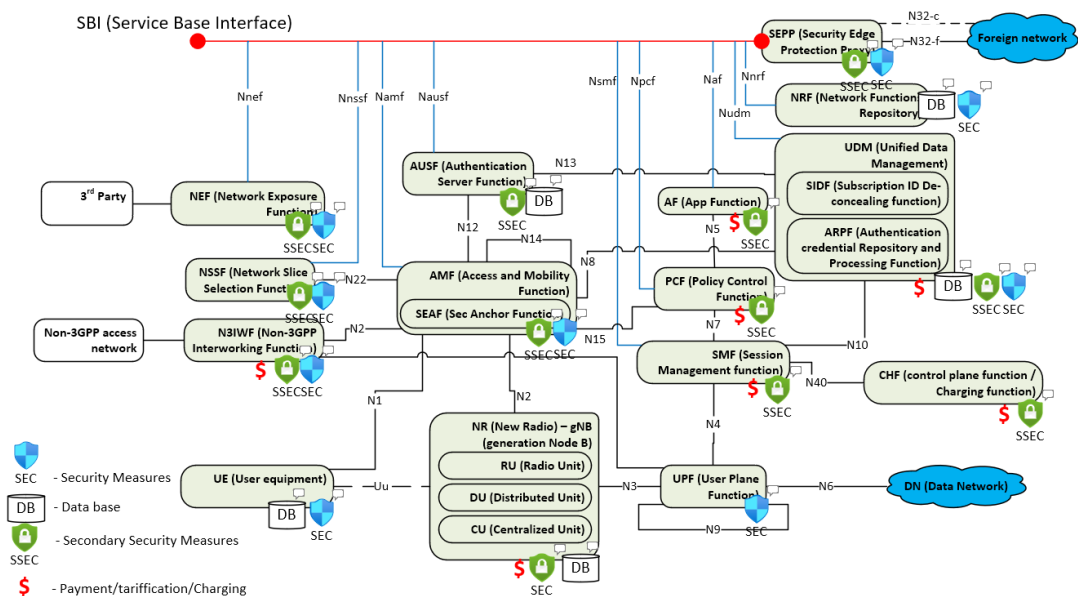 SBI (Service Base Interface)
N32-c
SEPP (Security Edge
Protection Proxy)
N32-f
Foreign network
SSEC
SEC
Nnef
Nnssf
Namf
Nausf
Nsmf
Npcf
Naf
Nudm
Nnrf
NRF (Network Function
Repository)
DB
SEC
UDM (Unified Data
Management)
SIDF (Subscription ID De-
concealing function)
ARPF (Authentication
credential Repository and
Processing Function)
$
DB
SSEC
SEC
AUSF (Authentication
Server Function)
SSEC
DB
N13
3rd Party
NEF (Network Exposure
Function)
SSEC
SEC
AF (App Function)
$
SSEC
N12
N14
N5
N8
NSSF (Network Slice
Selection Function)
SSEC
SEC
N22
AMF (Access and Mobility
Function)
SEAF (Sec Anchor Function)
SSEC
SEC
PCF (Policy Control
Function)
$
SSEC
N15
N7
Non-3GPP access
network
N3IWF (Non-3GPP
Interworking Function)
$
SSEC
SEC
N2
SMF (Session
Management function)
$
SSEC
N10
N40
CHF (control plane function /
Charging function)
$
SSEC
N1
N2
N4
NR (New Radio) – gNB
(generation Node B)
RU (Radio Unit)
DU (Distributed Unit)
CU (Centralized Unit)
$
SEC
DB
UE (User equipment)
DB
SEC
Uu
N3
UPF (User Plane
Function)
SEC
N9
N6
DN (Data Network)
SEC
- Security Measures
DB
- Data base
SSEC
- Secondary Security Measures
$
- Payment/tariffication/Charging